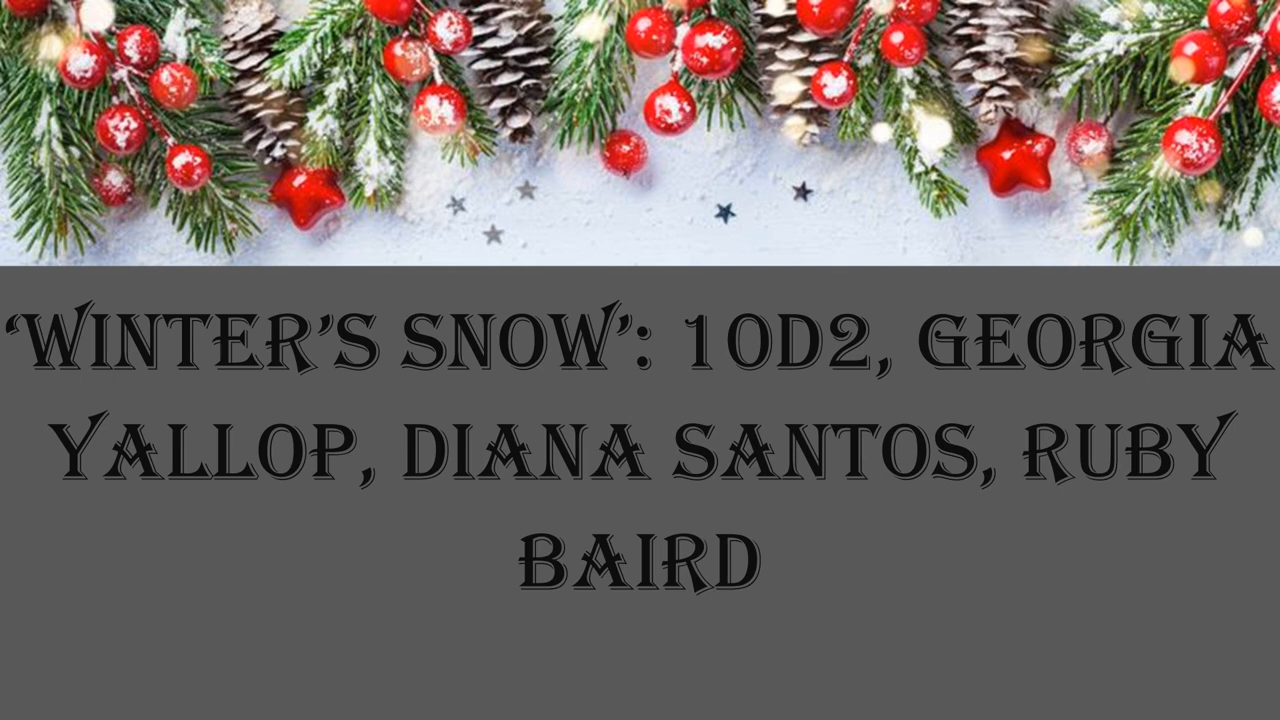 ‘WINTER’S SNOW’: 10D2, GEORGIA
YALLOP, DIANA SANTOS, RUBY
BAIRD